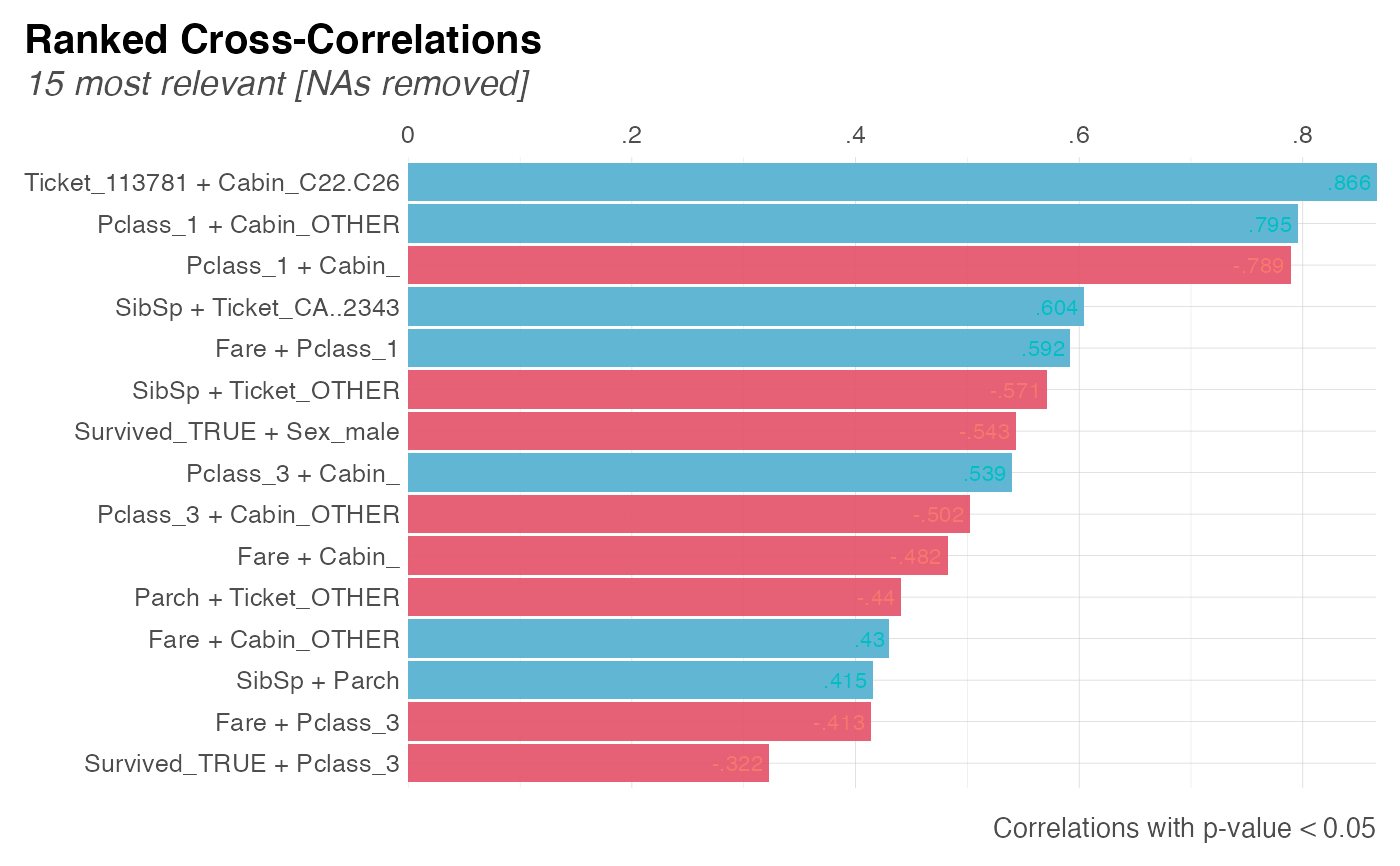 Ranked Cross-Correlations
15 most relevant [NAs removed]
0 .2 .4 .6 .8
Ticket_113781 + Cabin_C22.C26 .866
Pclass_1 + Cabin_OTHER .795
Pclass_1 + Cabin_ -.789
SibSp + Ticket_CA..2343 .604
Fare + Pclass_1 .592
SibSp + Ticket_OTHER -.571
Survived_TRUE + Sex_male -.543
Pclass_3 + Cabin_ .539
Pclass_3 + Cabin_OTHER -.502
Fare + Cabin_ -.482
Parch + Ticket_OTHER -.44
Fare + Cabin_OTHER .43
SibSp + Parch .415
Fare + Pclass_3 -.413
Survived_TRUE + Pclass_3 -.322
Correlations with p-value < 0.05